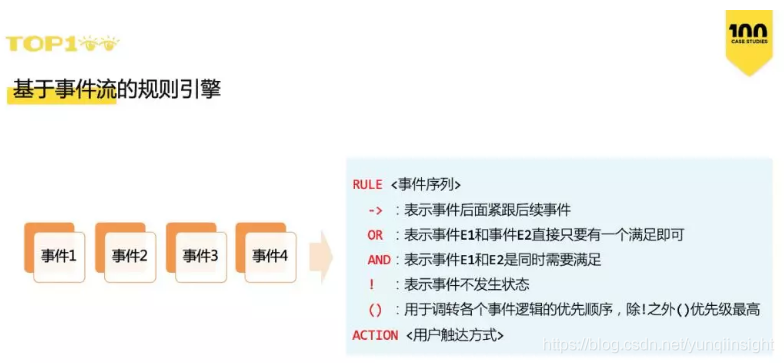 TOP100
100
CASE STUDIES
基于事件流的规则引擎
RULE <事件序列>
-> ：表示事件后面紧跟后续事件
OR ：表示事件E1和事件E2直接只要有一个满足即可
AND：表示事件E1和E2是同时需要满足
! ：表示事件不发生状态
() ：用于调转各个事件逻辑的优先顺序，除!之外()优先级最高
ACTION <用户触达方式>
事件1 事件2 事件3 事件4
https://blog.csdn.net/yunqiinsight